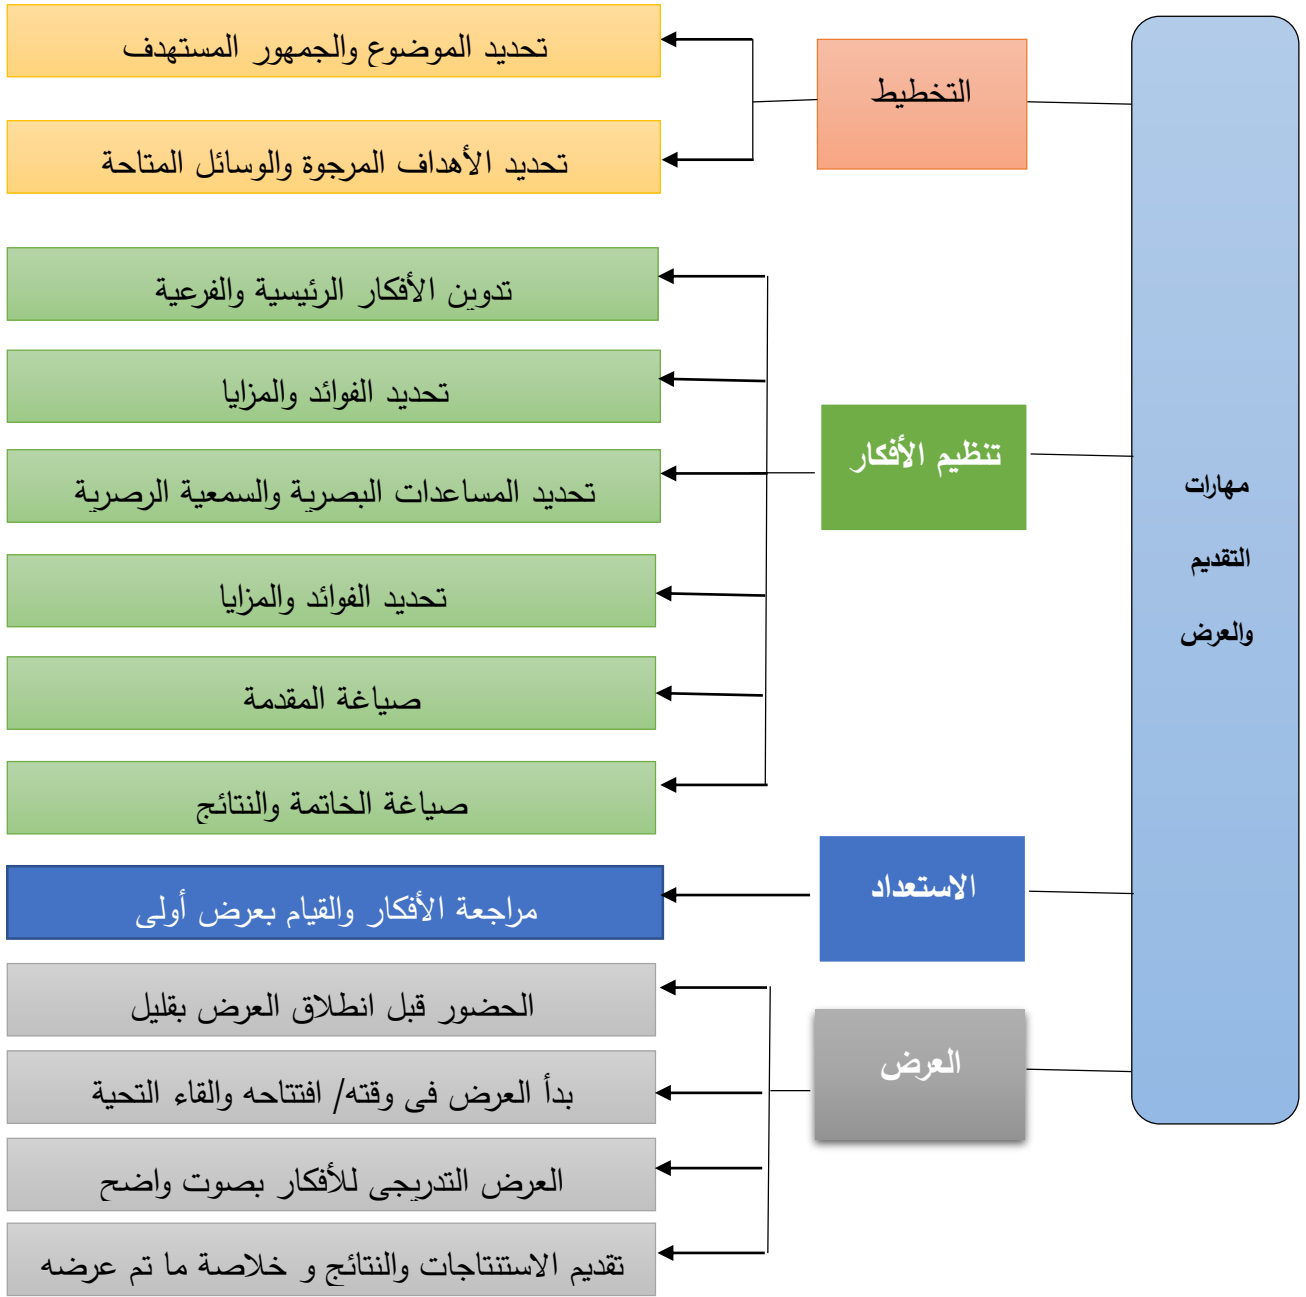 مهارات
التقديم
والعرض
التخطيط
تحديد الموضوع والجمهور المستهدف
تحديد الأهداف المرجوة والوسائل المتاحة
تنظيم الأفكار
تدوين الأفكار الرئيسية والفرعية
تحديد الفوائد والمزايا
تحديد المساعدات البصرية والسمعية الرصرية
تحديد الفوائد والمزايا
صياغة المقدمة
صياغة الخاتمة والنتائج
الاستعداد
مراجعة الأفكار والقيام بعرض أولى
العرض
الحضور قبل انطلاق العرض بقليل
بدأ العرض فى وقته/ افتتاحه والقاء التحية
العرض التدريجى للأفكار بصوت واضح
تقديم الاستنتاجات والنتائج و خلاصة ما تم عرضه